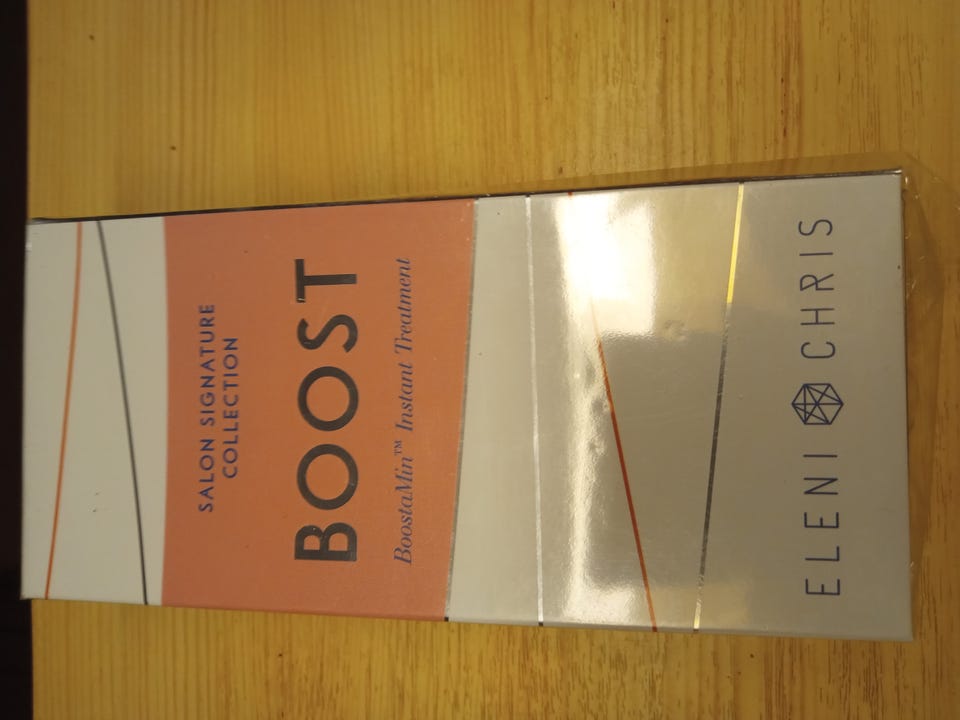 SALON SIGNATURE
COLLECTION
BOOST
BoostaMin™ Instant Treatment
ELENI CHRIS